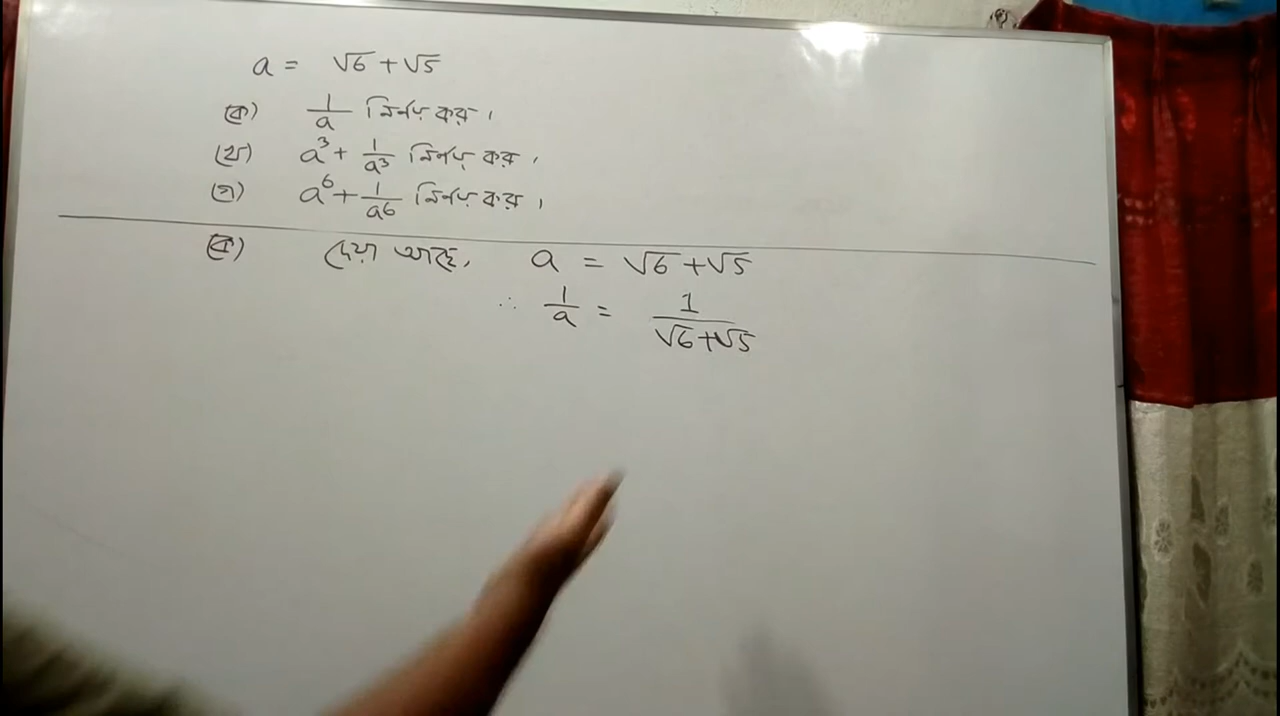 a = √6 + √5
(ক) 1/a নির্ণয় কর।
(খ) a³ + 1/a³ নির্ণয় কর।
(গ) a⁶ + 1/a⁶ নির্ণয় কর।
(ক) দেয়া আছে, a = √6 + √5
∴ 1/a = 1/(√6+√5)